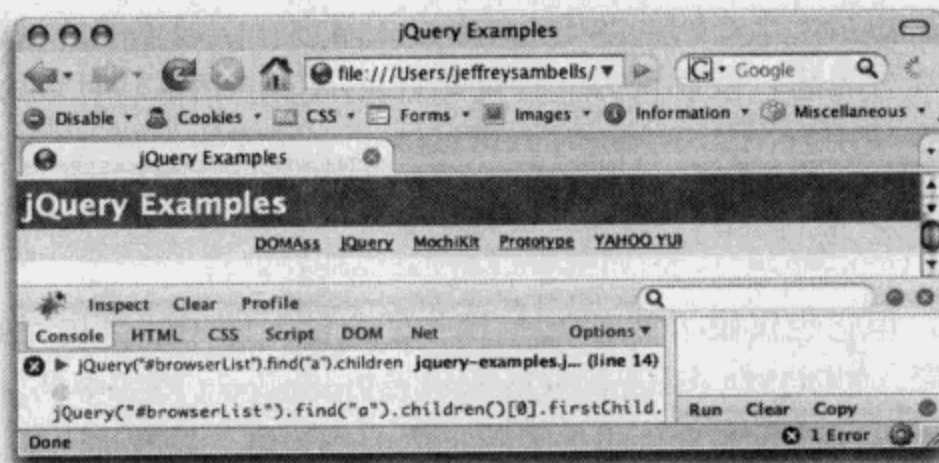 jQuery Examples
file:///Users/jeffreysambells/
G Google
Disable Cookies CSS Forms Images Information Miscellaneous
jQuery Examples
jQuery Examples
DOMAss jQuery MochiKit Prototype YAHOO YUI
Inspect Clear Profile
Console HTML CSS Script DOM Net Options
jQuery("#browserList").find("a").children jquery-examples.j... (line 14)
jQuery("#browserList").find("a").children()[0].firstChild.
Run Clear Copy
Done 1 Error